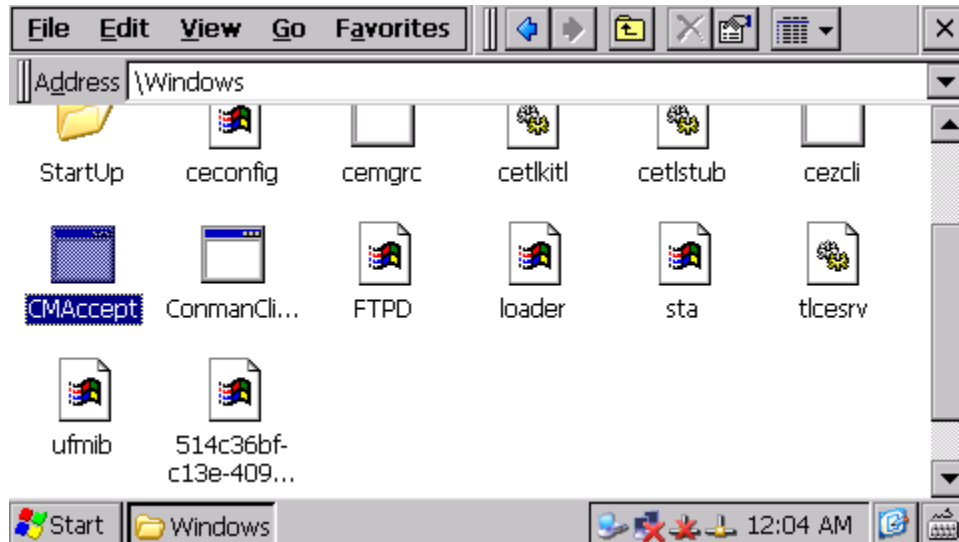 File Edit View Go Favorites
Address \Windows
StartUp ceconfig cemgrc cetlkitl cetlstub cezcli
CMAccept ConmanCli... FTPD loader sta tlcesrv
ufmib 514c36bf-
c13e-409...
Start Windows 12:04 AM